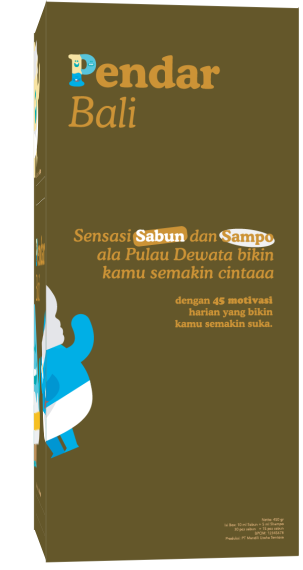 Pendar
Bali
Sensasi Sabun dan Sampo
ala Pulau Dewata bikin
kamu semakin cintaaa
dengan 45 motivasi
harian yang bikin
kamu semakin suka.
Pendar